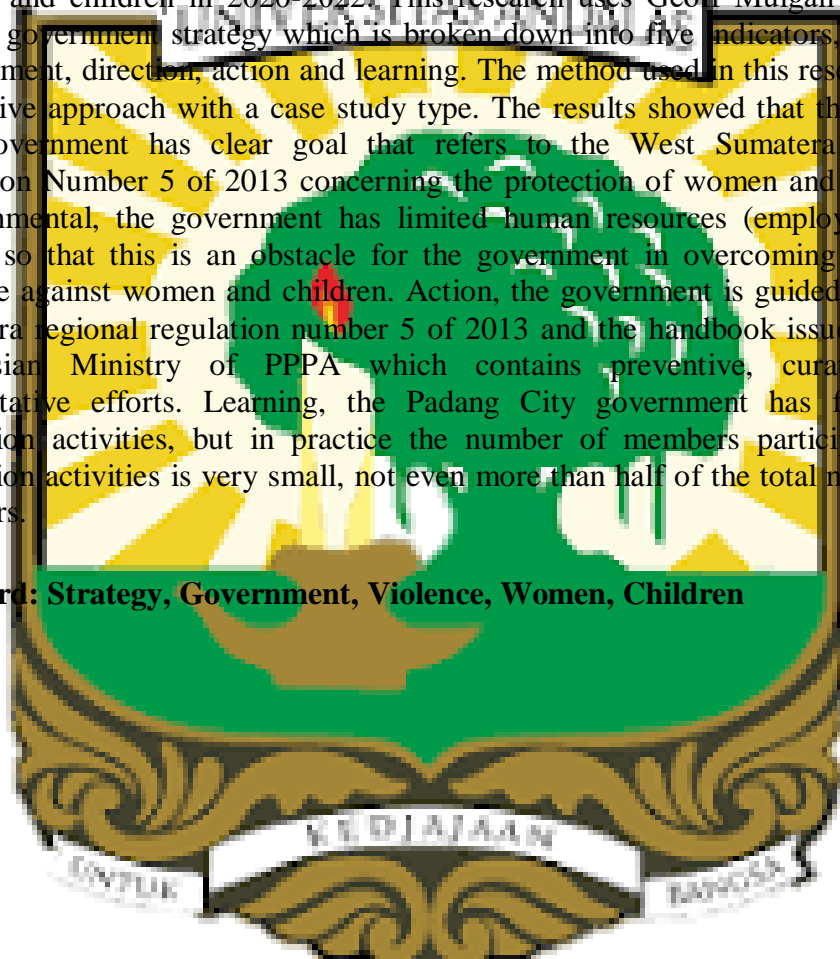 and children in 2020-2022. This research uses Geoff Mulgan
UNIVERSITAS ANDALAS
government strategy which is broken down into five indicators,
ment, direction, action and learning. The method used in this rese
ive approach with a case study type. The results showed that th
overnment has clear goal that refers to the West Sumatera
on Number 5 of 2013 concerning the protection of women and
nmental, the government has limited human resources (employ
so that this is an obstacle for the government in overcoming
e against women and children. Action, the government is guided
ra regional regulation number 5 of 2013 and the handbook issu
sian Ministry of PPPA which contains preventive, cura
tative efforts. Learning, the Padang City government has f
ion activities, but in practice the number of members partici
ion activities is very small, not even more than half of the total n
rs.
rd: Strategy, Government, Violence, Women, Children
KEDJAJAAN
UNTUK
BANGSA